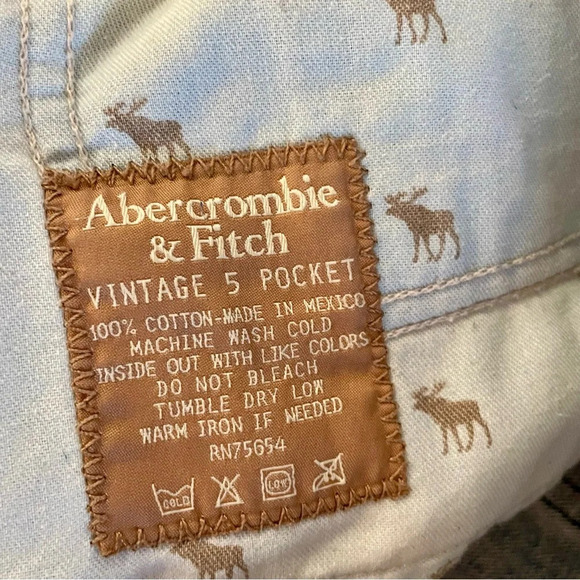 Abercrombie
& Fitch
VINTAGE 5 POCKET
100% COTTON-MADE IN MEXICO
MACHINE WASH COLD
INSIDE OUT WITH LIKE COLORS
DO NOT BLEACH
TUMBLE DRY LOW
WARM IRON IF NEEDED
RN75654
COLD LOW